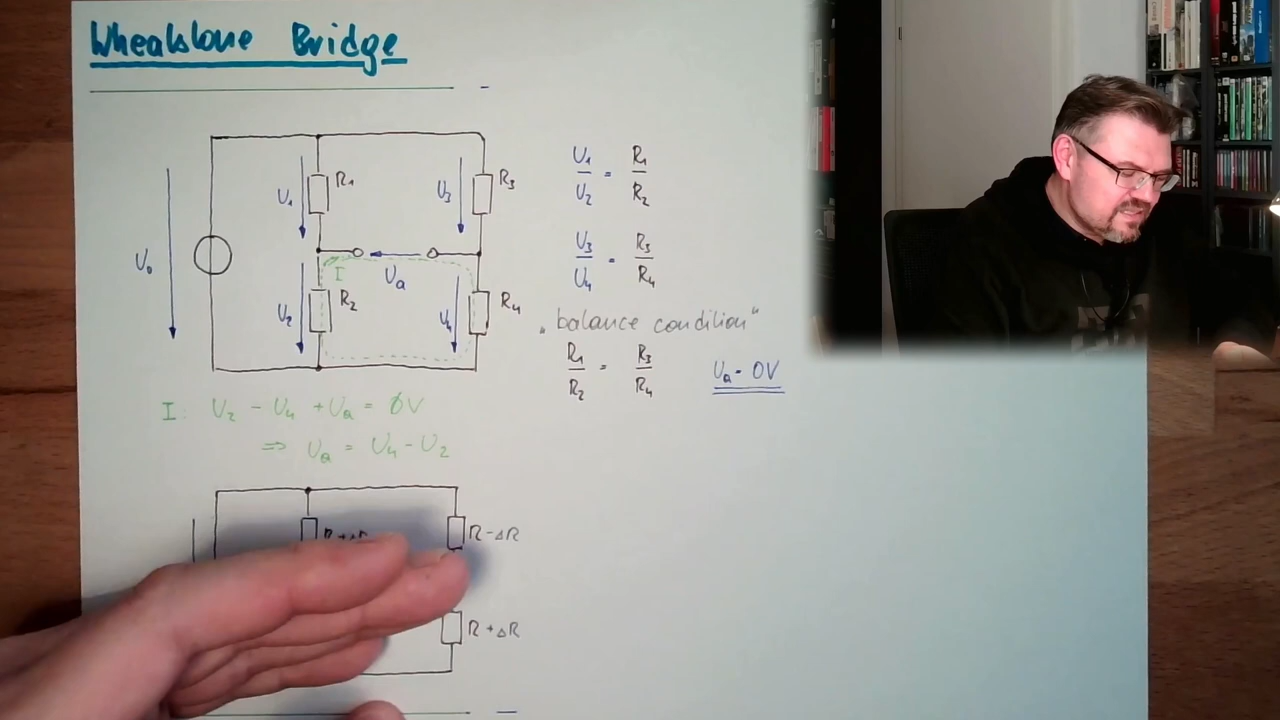 Wheatstone Bridge
U₀
U₁ R₁ U₃ R₃
I Uₐ
U₂ R₂ U₄ R₄
U₁/U₂ = R₁/R₂
U₃/U₄ = R₃/R₄
„balance condition"
R₁/R₂ = R₃/R₄ Uₐ = 0V
I: U₂ - U₄ + Uₐ = 0V
⇒ Uₐ = U₄ - U₂
R-ΔR
R+ΔR